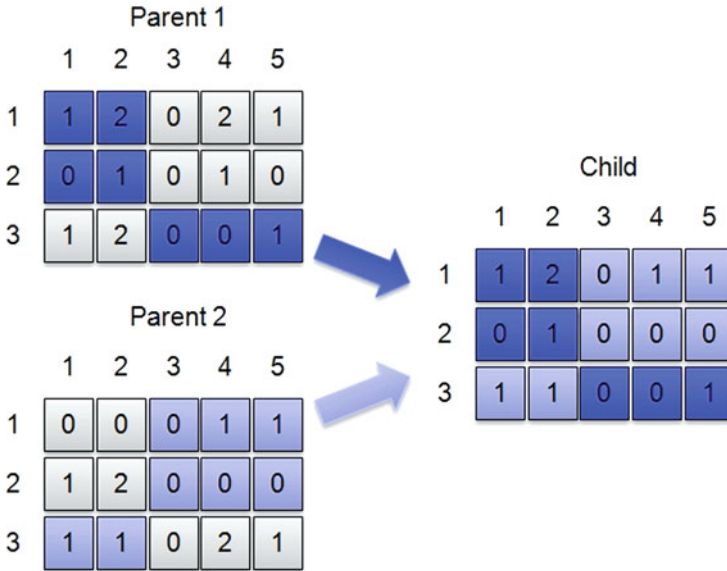 Parent 1
1 2 3 4 5
1 1 2 0 2 1
2 0 1 0 1 0
3 1 2 0 0 1
Parent 2
1 2 3 4 5
1 0 0 0 1 1
2 1 2 0 0 0
3 1 1 0 2 1
Child
1 2 3 4 5
1 1 2 0 1 1
2 0 1 0 0 0
3 1 1 0 0 1